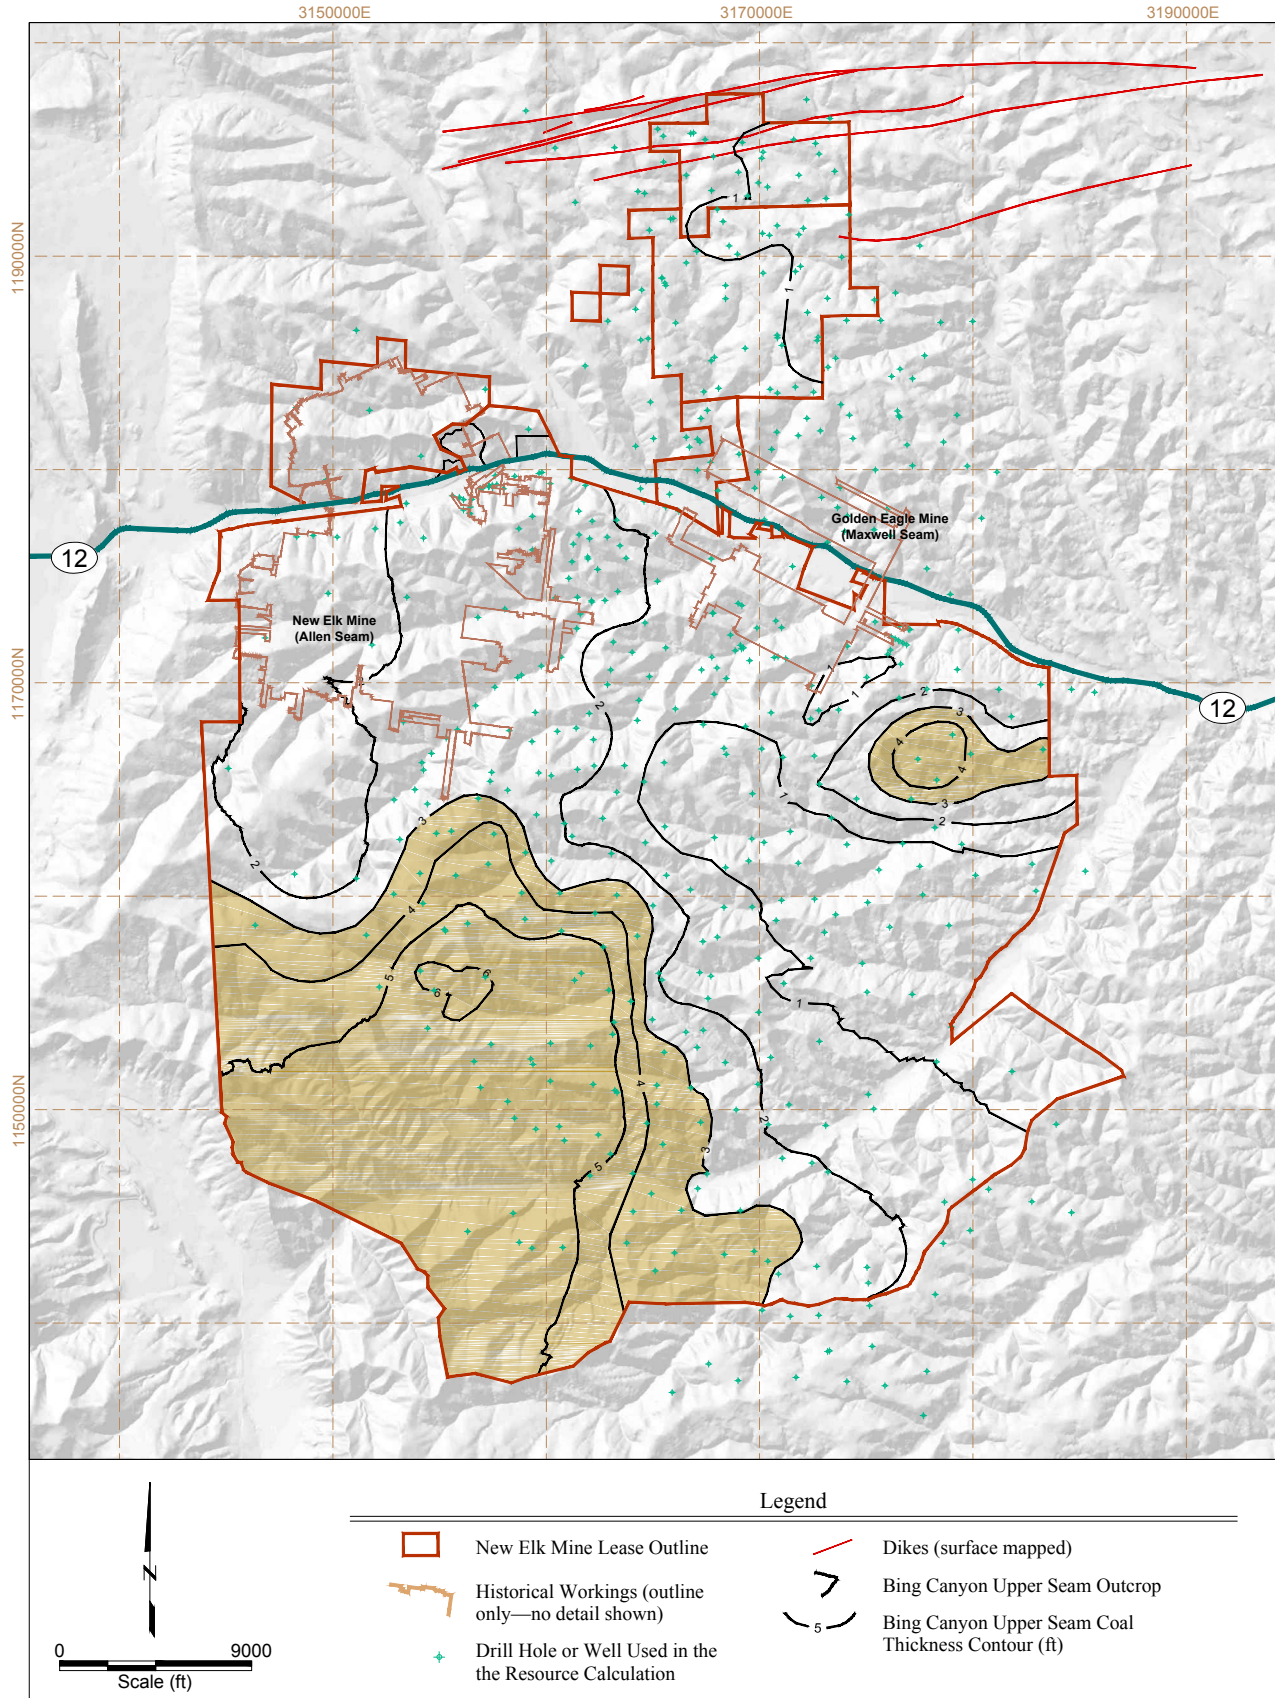 3150000E
3170000E
3190000E
1190000N
1170000N
1150000N
1
1
1
12
12
Golden Eagle Mine
(Maxwell Seam)
New Elk Mine
(Allen Seam)
1
1
2
2
3
4
4
3
2
1
3
2
4
5
6
6
1
4
2
3
5
0
9000
Scale (ft)
N
Legend
New Elk Mine Lease Outline
Historical Workings (outline
only—no detail shown)
Drill Hole or Well Used in the
the Resource Calculation
Dikes (surface mapped)
Bing Canyon Upper Seam Outcrop
5
Bing Canyon Upper Seam Coal
Thickness Contour (ft)